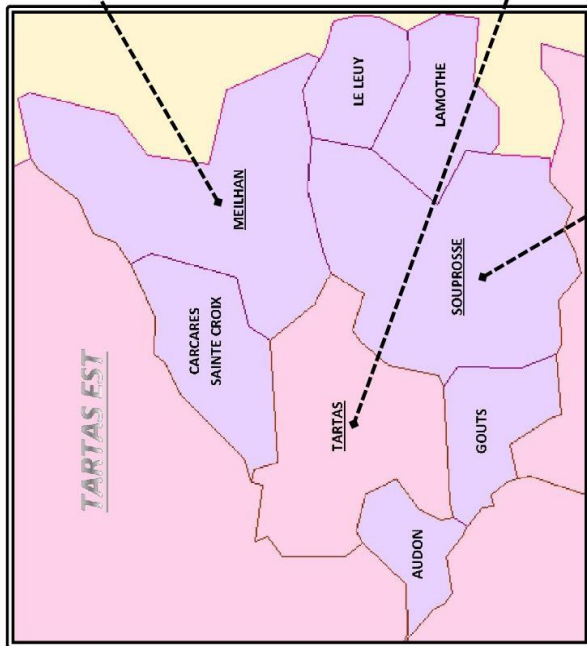 TARTAS EST
CARCARES
SAINTE CROIX
MEILHAN
LE LEUY
LAMOTHE
AUDON
TARTAS
GOUTS
SOUPROSSE